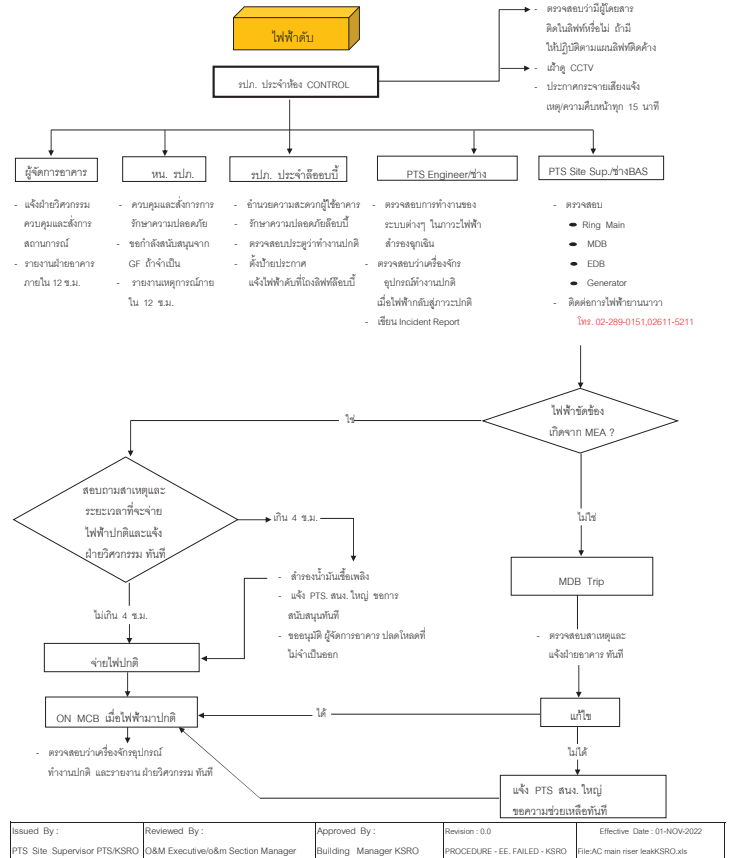 ไฟฟ้าดับ
รปภ. ประจำห้อง CONTROL
- ตรวจสอบว่ามีผู้โดยสาร
ติดในลิฟท์หรือไม่ ถ้ามี
ให้ปฏิบัติตามแผนลิฟท์ติดค้าง
- เฝ้าดู CCTV
- ประกาศกระจายเสียงแจ้ง
เหตุ/ความคืบหน้าทุก 15 นาที
ผู้จัดการอาคาร
- แจ้งฝ่ายวิศวกรรม
ควบคุมและสั่งการ
สถานการณ์
- รายงานฝ่ายอาคาร
ภายใน 12 ช.ม.
หน. รปภ.
- ควบคุมและสั่งการการ
รักษาความปลอดภัย
- ขอกำลังสนับสนุนจาก
GF ถ้าจำเป็น
- รายงานเหตุการณ์ภาย
ใน 12 ช.ม.
รปภ. ประจำล๊อบบี้
- อำนวยความสะดวกผู้ใช้อาคาร
- รักษาความปลอดภัยล๊อบบี้
- ตรวจสอบประตูว่าทำงานปกติ
- ตั้งป้ายประกาศ
แจ้งไฟฟ้าดับที่โถงลิฟท์ล๊อบบี้
PTS Engineer/ช่าง
- ตรวจสอบการทำงานของ
ระบบต่างๆ ในภาวะไฟฟ้า
สำรองฉุกเฉิน
- ตรวจสอบว่าเครื่องจักร
อุปกรณ์ทำงานปกติ
เมื่อไฟฟ้ากลับสู่ภาวะปกติ
- เขียน Incident Report
PTS Site Sup./ช่างBAS
- ตรวจสอบ
● Ring Main
● MDB
● EDB
● Generator
- ติดต่อการไฟฟ้ายานนาวา
โทร. 02-289-0151,02611-5211
ไฟฟ้าขัดข้อง
เกิดจาก MEA ?
ใช่
สอบถามสาเหตุและ
ระยะเวลาที่จะจ่าย
ไฟฟ้าปกติและแจ้ง
ฝ่ายวิศวกรรม ทันที
เกิน 4 ช.ม.
- สำรองน้ำมันเชื้อเพลิง
- แจ้ง PTS. สนง. ใหญ่ ขอการ
สนับสนุนทันที
- ขออนุมัติ ผู้จัดการอาคาร ปลดโหลดที่
ไม่จำเป็นออก
ไม่เกิน 4 ช.ม.
จ่ายไฟปกติ
ไม่ใช่
MDB Trip
- ตรวจสอบสาเหตุและ
แจ้งฝ่ายอาคาร ทันที
แก้ไข
ได้
ON MCB เมื่อไฟฟ้ามาปกติ
- ตรวจสอบว่าเครื่องจักรอุปกรณ์
ทำงานปกติ และรายงาน ฝ่ายวิศวกรรม ทันที
ไม่ได้
แจ้ง PTS สนง. ใหญ่
ขอความช่วยเหลือทันที
Issued By : Reviewed By : Approved By : Revision : 0.0 Effective Date : 01-NOV-2022
PTS Site Supervisor PTS/KSRO O&M Executive/o&m Section Manager Building Manager KSRO PROCEDURE - EE. FAILED - KSRO File:AC main riser leakKSRO.xls